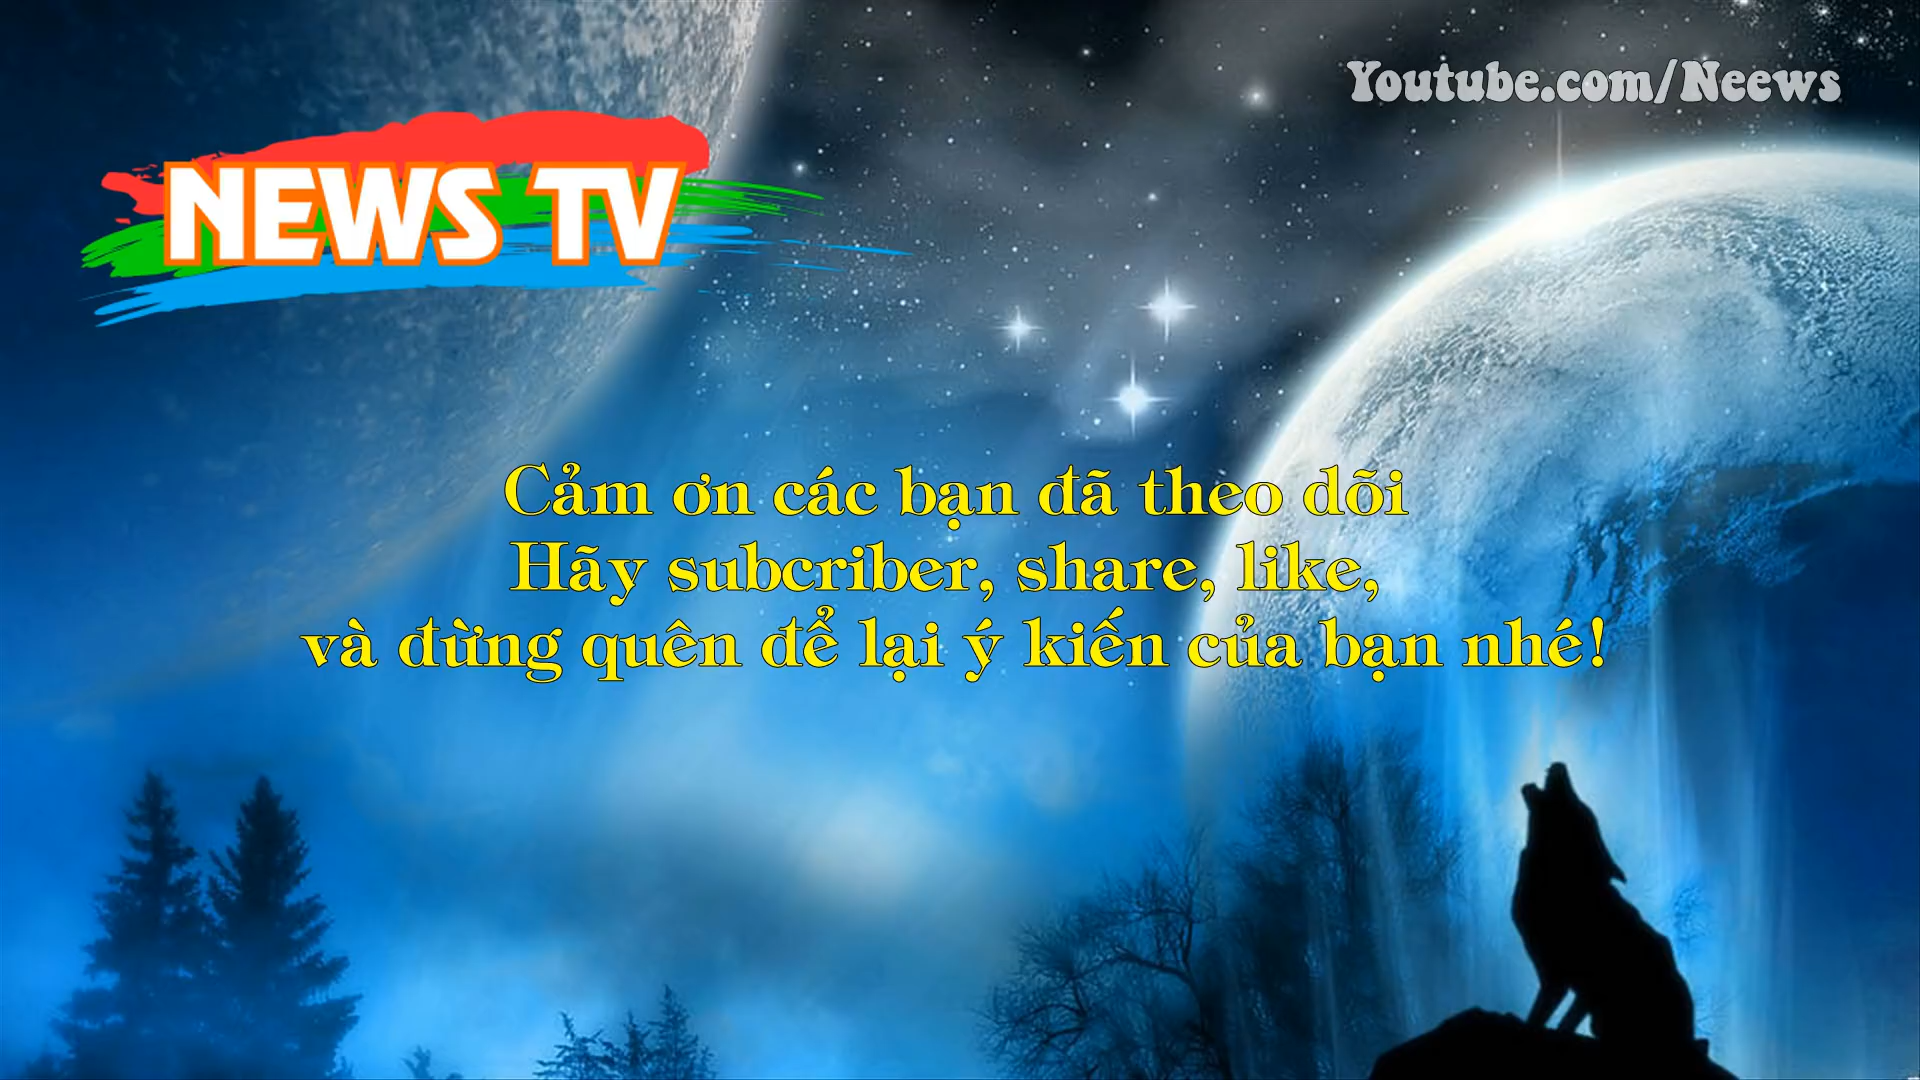 Youtube.com/Neews
NEWS TV
Cảm ơn các bạn đã theo dõi
Hãy subcriber, share, like,
và đừng quên để lại ý kiến của bạn nhé!